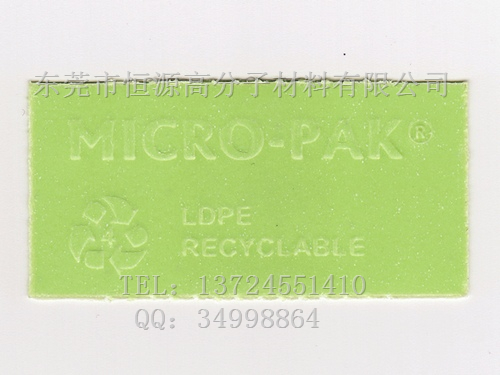 东莞市恒源高分子材料有限公司
MICRO-PAK®
4
LDPE
RECYCLABLE
TEL: 13724551410
QQ: 34998864